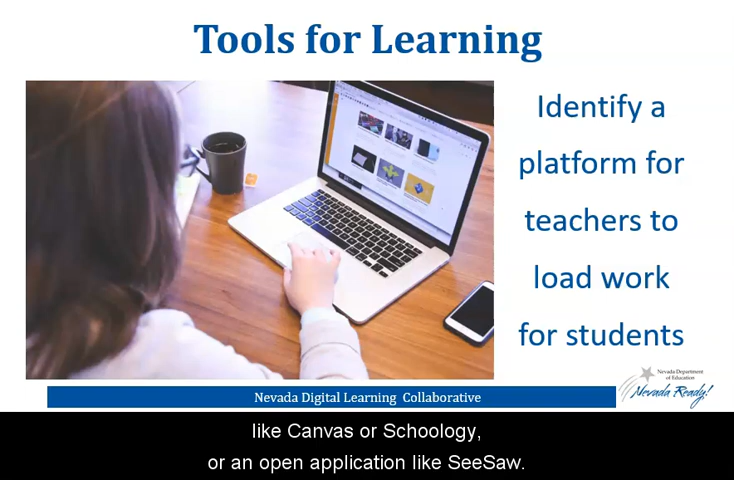 Tools for Learning
Identify a
platform for
teachers to
load work
for students
Nevada Digital Learning Collaborative
Nevada Department
of Education
Nevada Ready!
like Canvas or Schoology,
or an open application like SeeSaw.